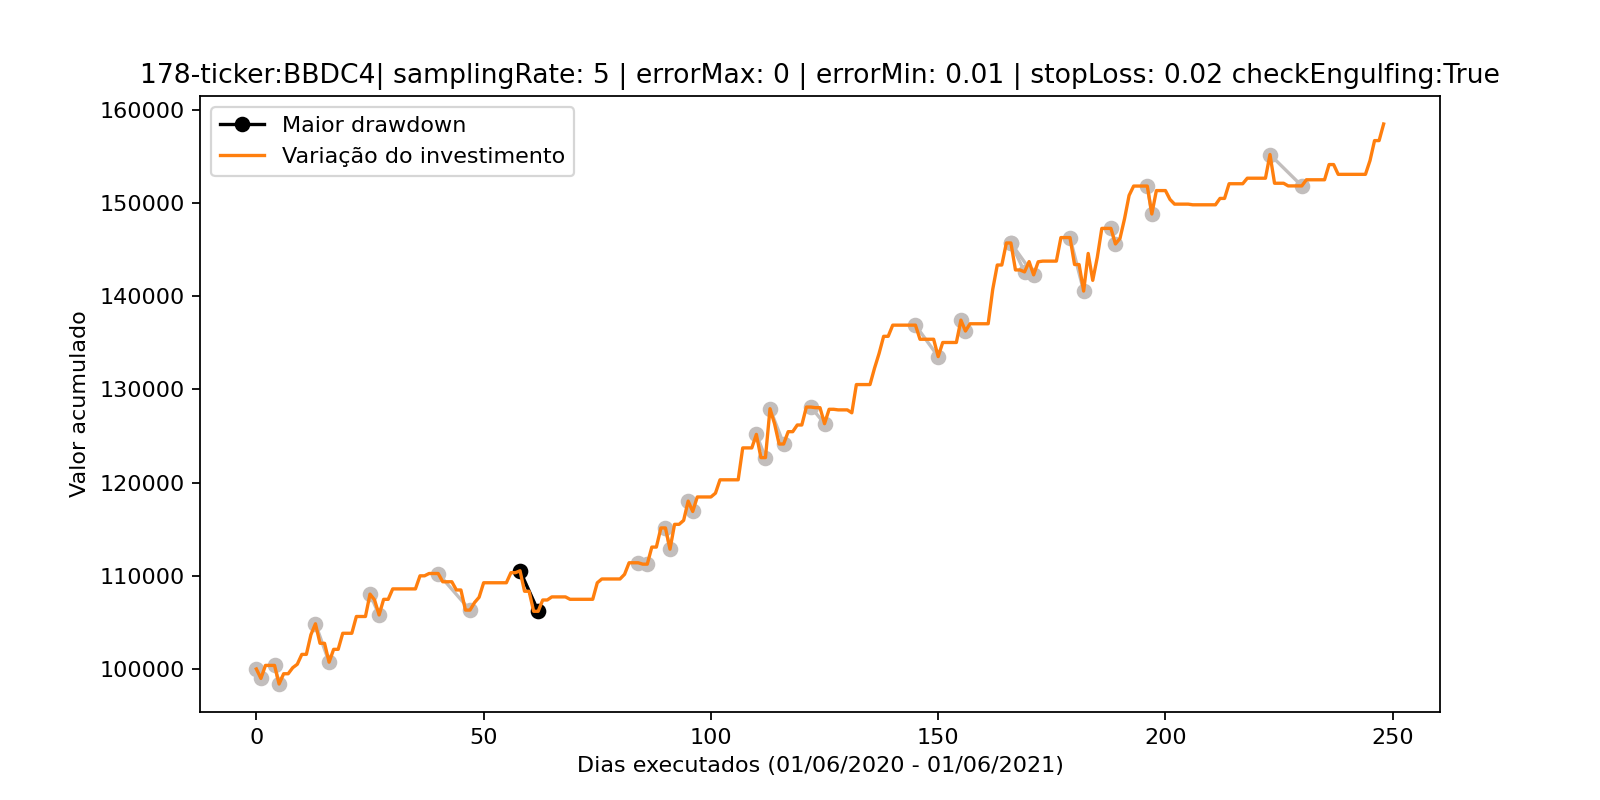 178-ticker:BBDC4| samplingRate: 5 | errorMax: 0 | errorMin: 0.01 | stopLoss: 0.02 checkEngulfing:True
Maior drawdown
Variação do investimento
Valor acumulado
160000
150000
140000
130000
120000
110000
100000
0 50 100 150 200 250
Dias executados (01/06/2020 - 01/06/2021)